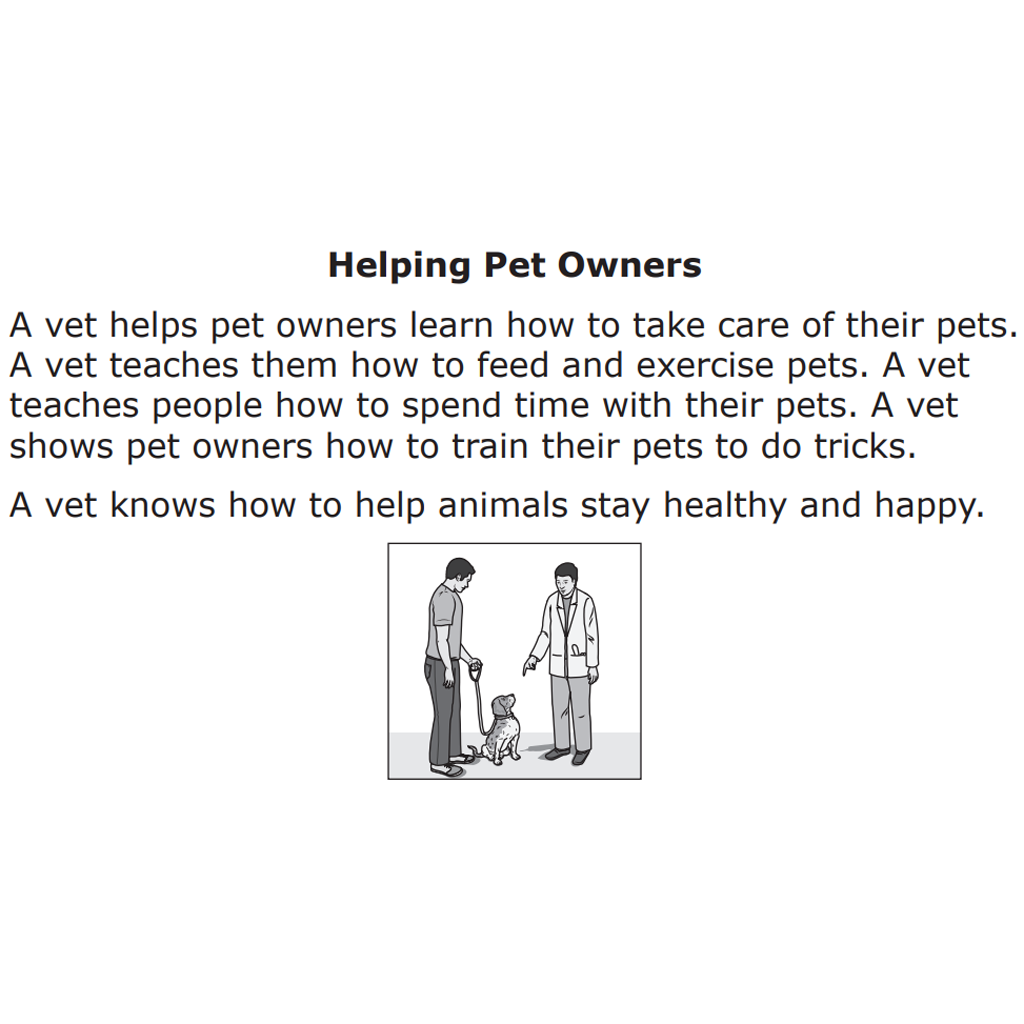 Helping Pet Owners
A vet helps pet owners learn how to take care of their pets.
A vet teaches them how to feed and exercise pets. A vet
teaches people how to spend time with their pets. A vet
shows pet owners how to train their pets to do tricks.
A vet knows how to help animals stay healthy and happy.